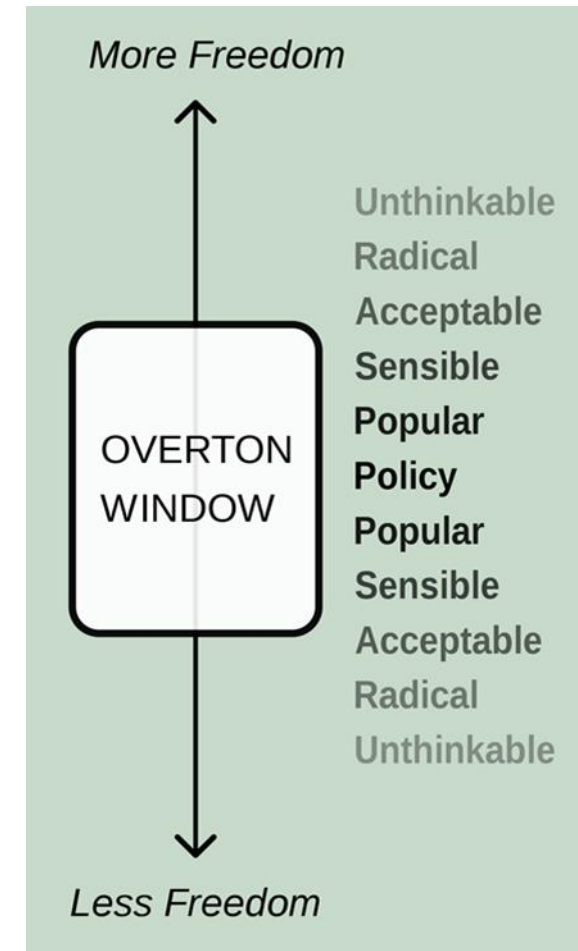 More Freedom
Unthinkable
Radical
Acceptable
Sensible
Popular
Policy
Popular
Sensible
Acceptable
Radical
Unthinkable
OVERTON
WINDOW
Less Freedom